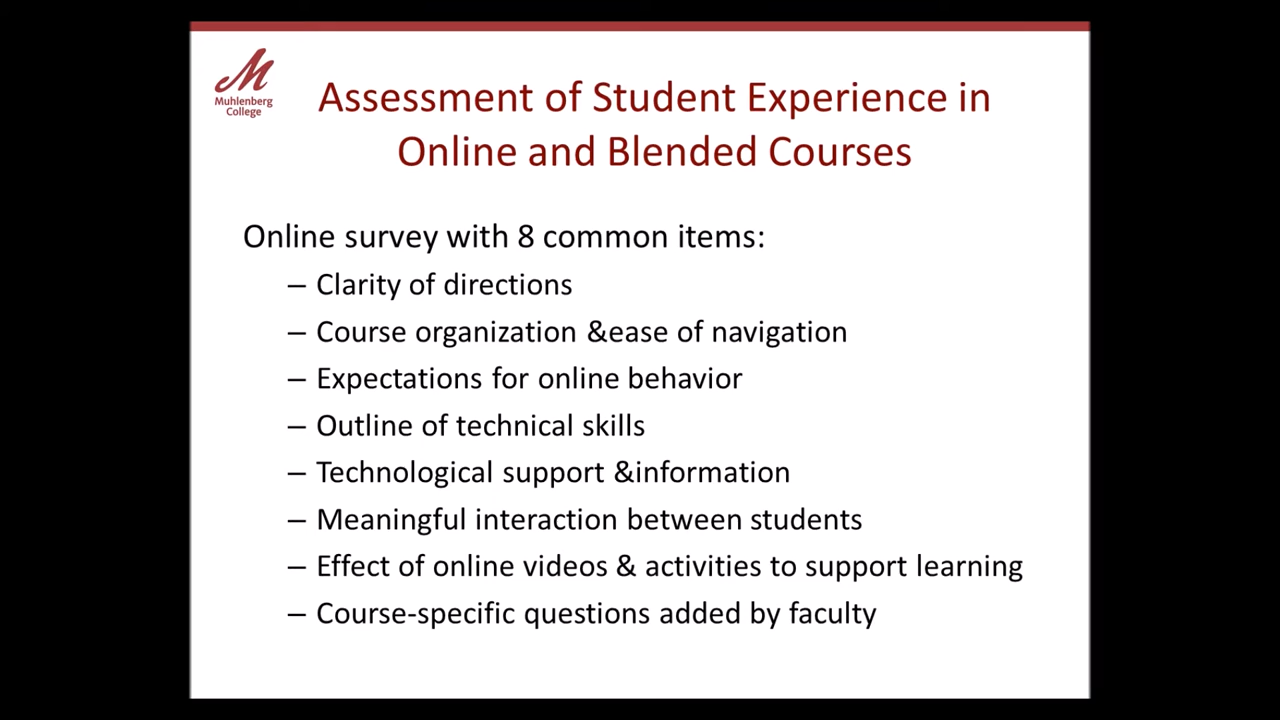 Muhlenberg
College
Assessment of Student Experience in
Online and Blended Courses
Online survey with 8 common items:
– Clarity of directions
– Course organization &ease of navigation
– Expectations for online behavior
– Outline of technical skills
– Technological support &information
– Meaningful interaction between students
– Effect of online videos & activities to support learning
– Course-specific questions added by faculty